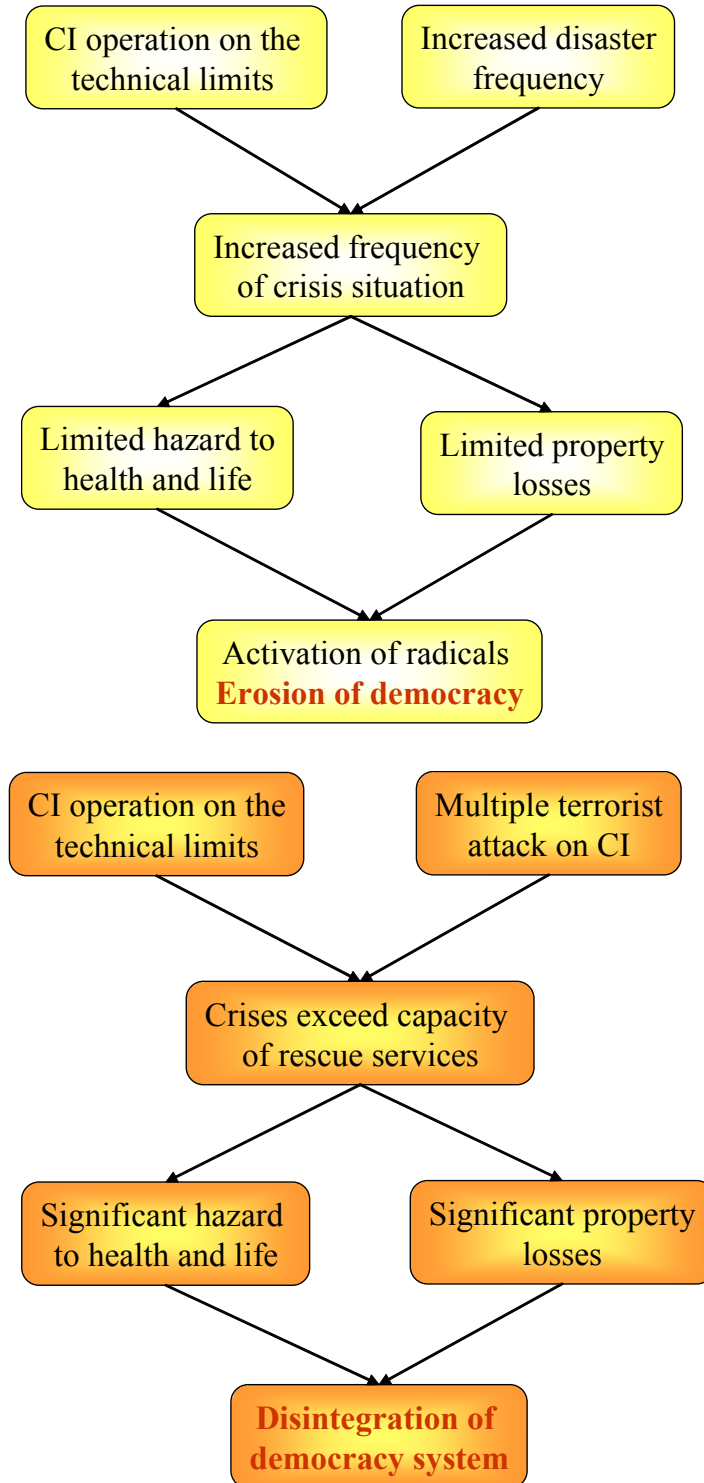 CI operation on the
technical limits
Increased disaster
frequency
Increased frequency
of crisis situation
Limited hazard to
health and life
Limited property
losses
Activation of radicals
Erosion of democracy
CI operation on the
technical limits
Multiple terrorist
attack on CI
Crises exceed capacity
of rescue services
Significant hazard
to health and life
Significant property
losses
Disintegration of
democracy system